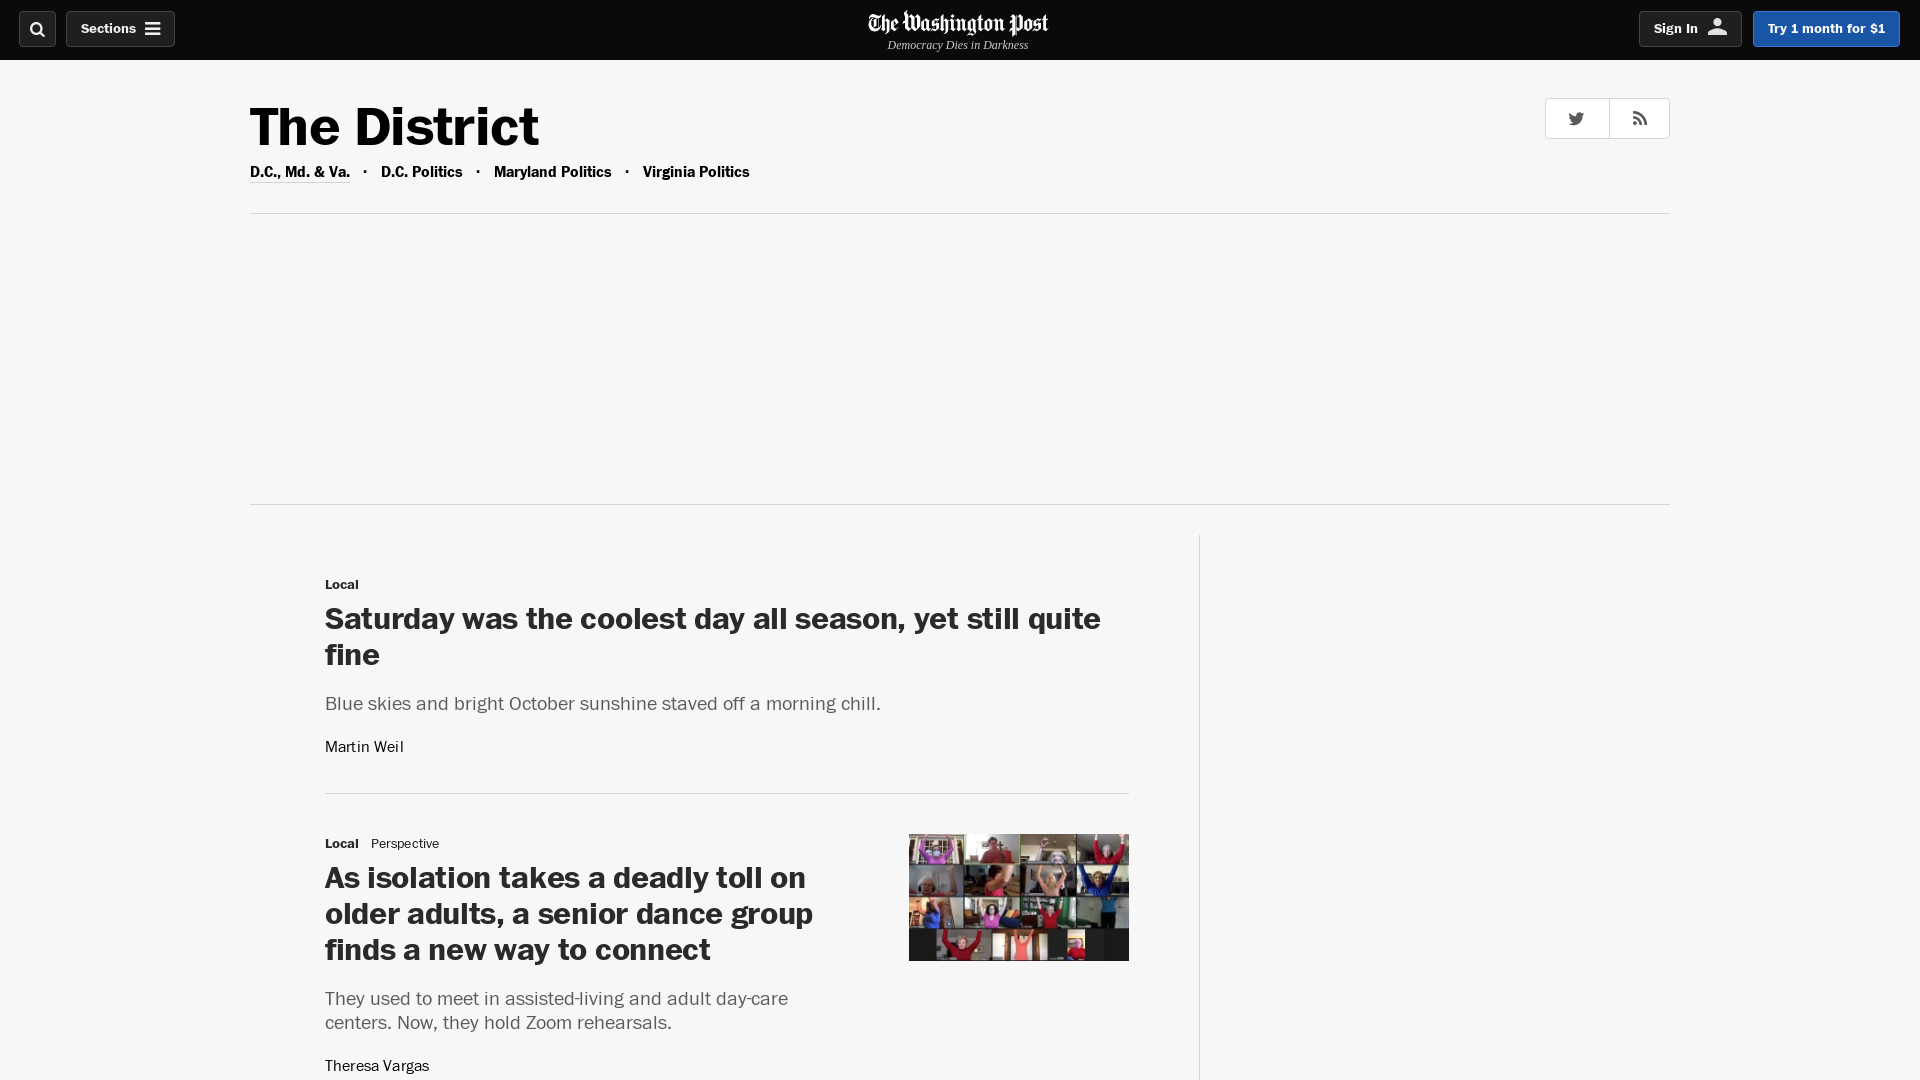 Sections
The Washington Post
Democracy Dies in Darkness
Sign In
Try 1 month for $1
The District
D.C., Md. & Va. · D.C. Politics · Maryland Politics · Virginia Politics
Local
Saturday was the coolest day all season, yet still quite
fine
Blue skies and bright October sunshine staved off a morning chill.
Martin Weil
Local Perspective
As isolation takes a deadly toll on
older adults, a senior dance group
finds a new way to connect
They used to meet in assisted-living and adult day-care
centers. Now, they hold Zoom rehearsals.
Theresa Vargas